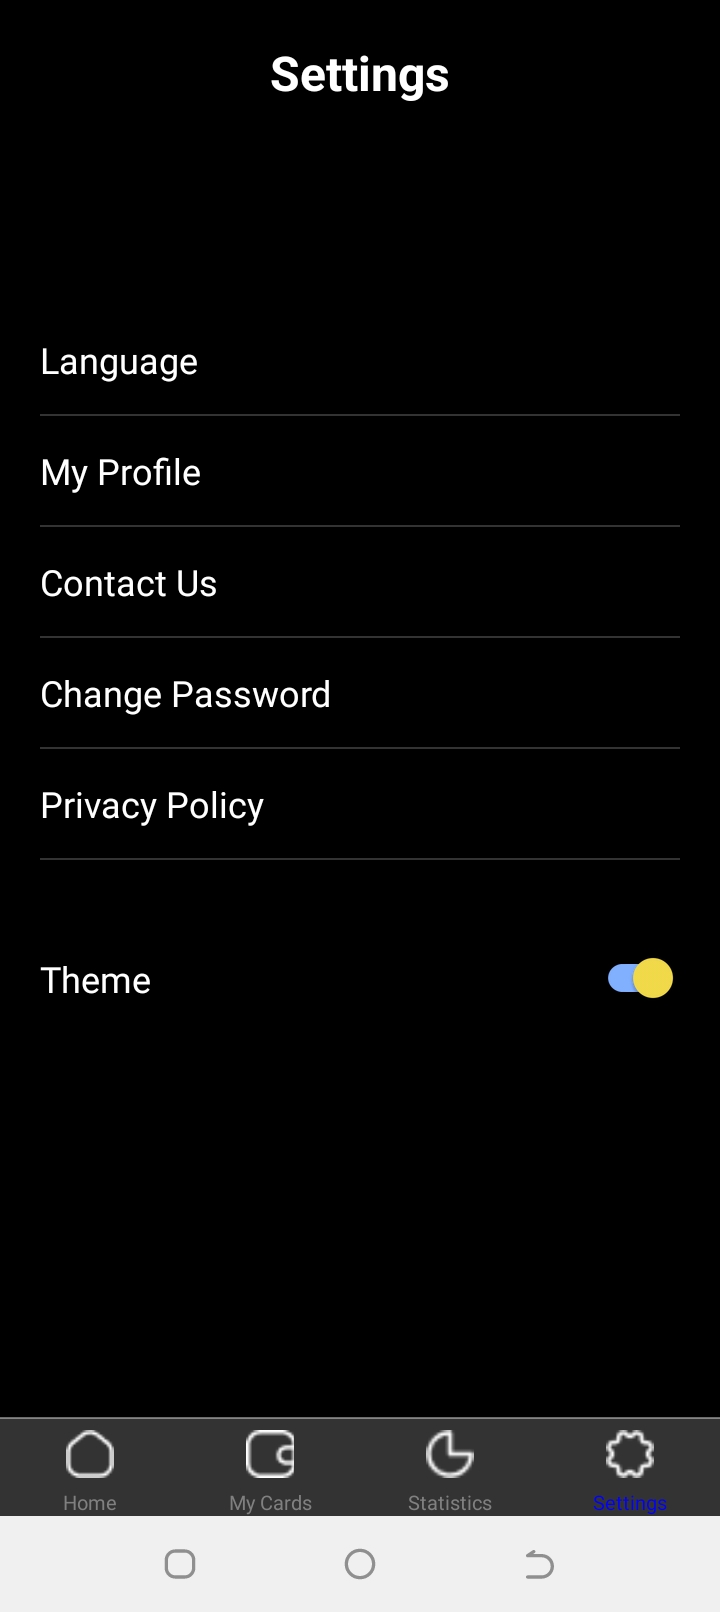 Settings
Language
My Profile
Contact Us
Change Password
Privacy Policy
Theme
Home
My Cards
Statistics
Settings